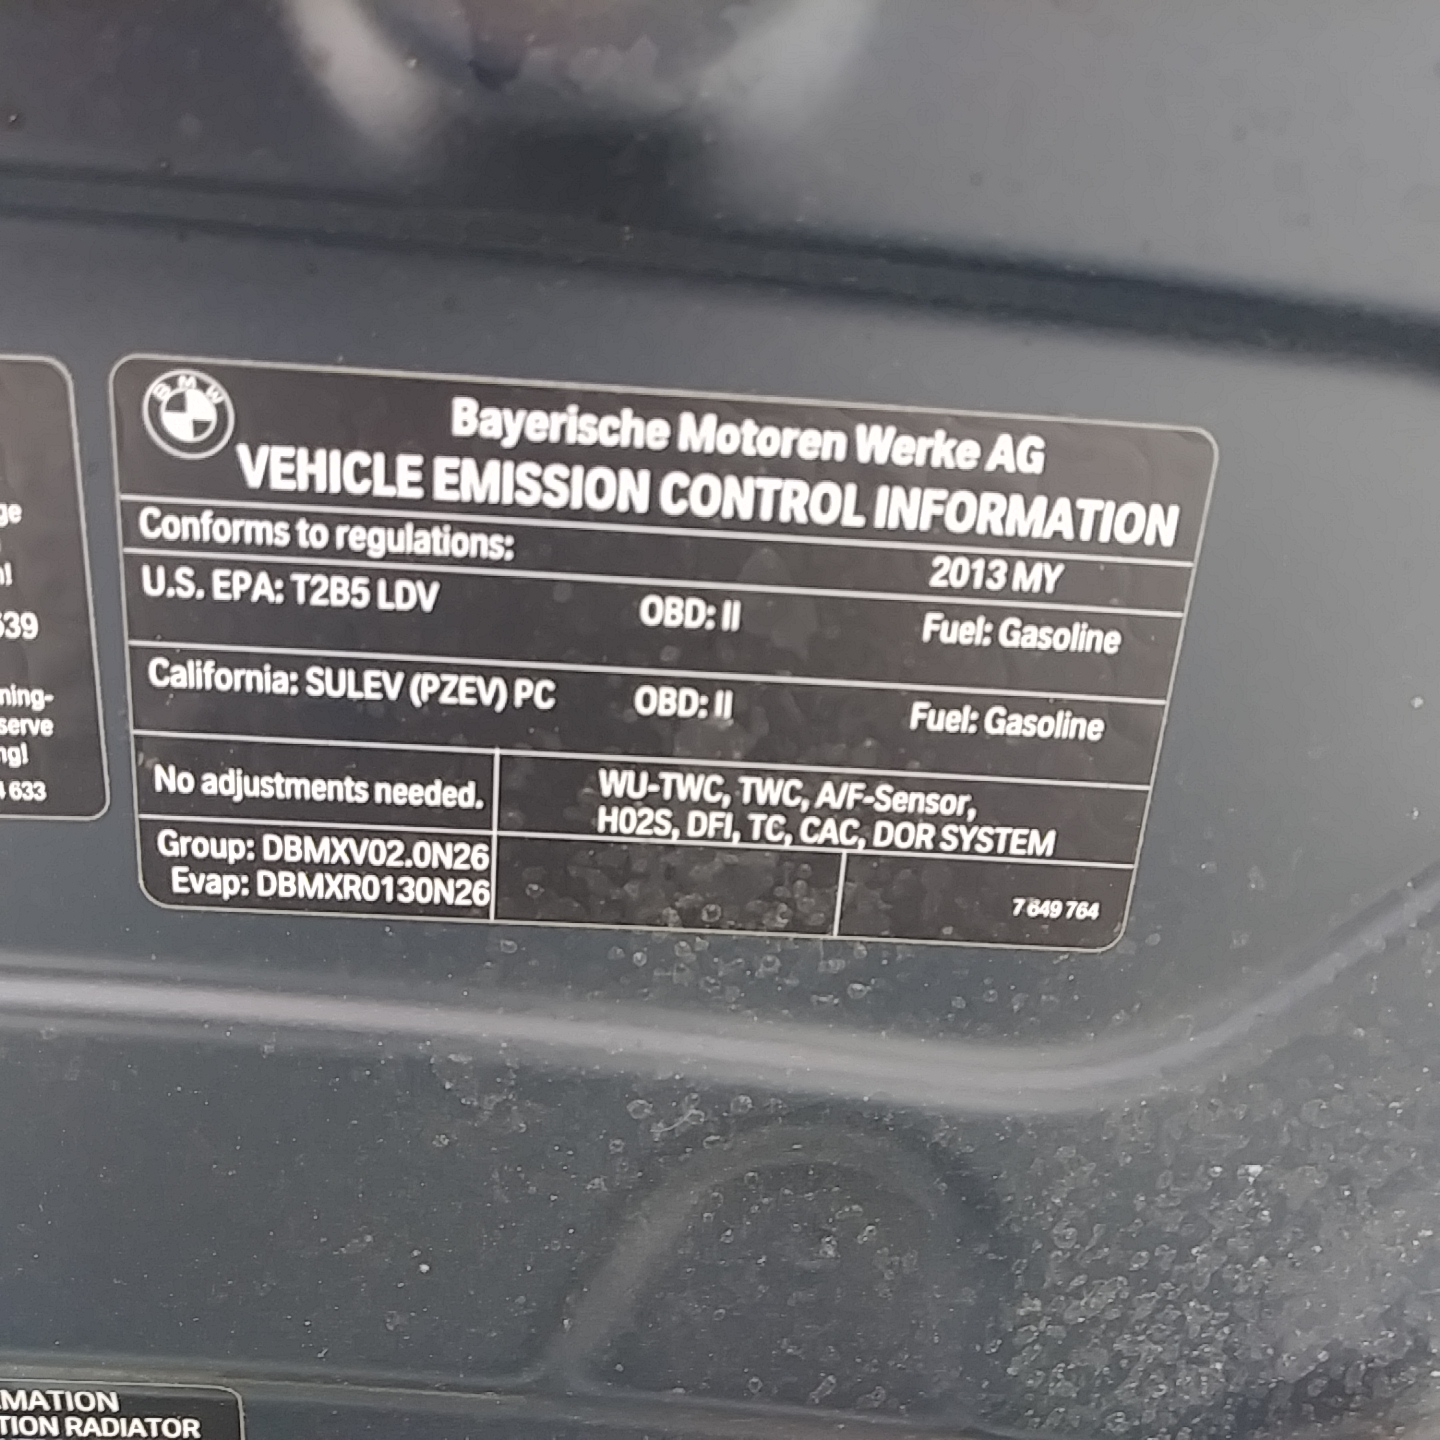 ge
n!
539
ning-
serve
ng!
4 633
BMW
Bayerische Motoren Werke AG
VEHICLE EMISSION CONTROL INFORMATION
Conforms to regulations: 2013 MY
U.S. EPA: T2B5 LDV OBD: II Fuel: Gasoline
California: SULEV (PZEV) PC OBD: II Fuel: Gasoline
No adjustments needed.
WU-TWC, TWC, A/F-Sensor,
H02S, DFI, TC, CAC, DOR SYSTEM
Group: DBMXV02.0N26
Evap: DBMXR0130N26
7 649 764
MATION
TION RADIATOR